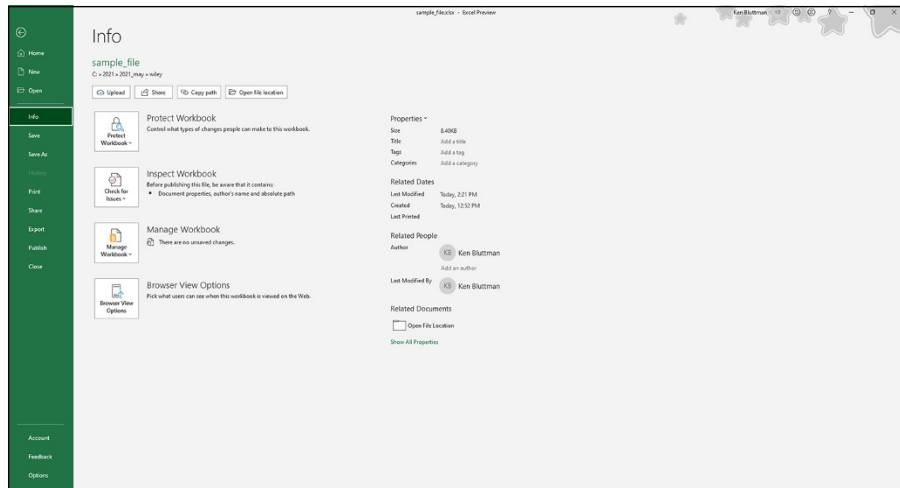 sample_file.xlsx - Excel Preview
Ken Bluttman
?
Info
Home
New
Open
Info
Save
Save As
History
Print
Share
Export
Publish
Close
Account
Feedback
Options
sample_file
C: » 2021 » 2021_may » wiley
Upload
Share
Copy path
Open file location
Protect
Workbook
Protect Workbook
Control what types of changes people can make to this workbook.
Check for
Issues
Inspect Workbook
Before publishing this file, be aware that it contains:
Document properties, author's name and absolute path
Manage
Workbook
Manage Workbook
There are no unsaved changes.
Browser View
Options
Browser View Options
Pick what users can see when this workbook is viewed on the Web.
Properties
Size 8.40KB
Title Add a title
Tags Add a tag
Categories Add a category
Related Dates
Last Modified Today, 2:21 PM
Created Today, 12:52 PM
Last Printed
Related People
Author KB Ken Bluttman
Add an author
Last Modified By KB Ken Bluttman
Related Documents
Open File Location
Show All Properties